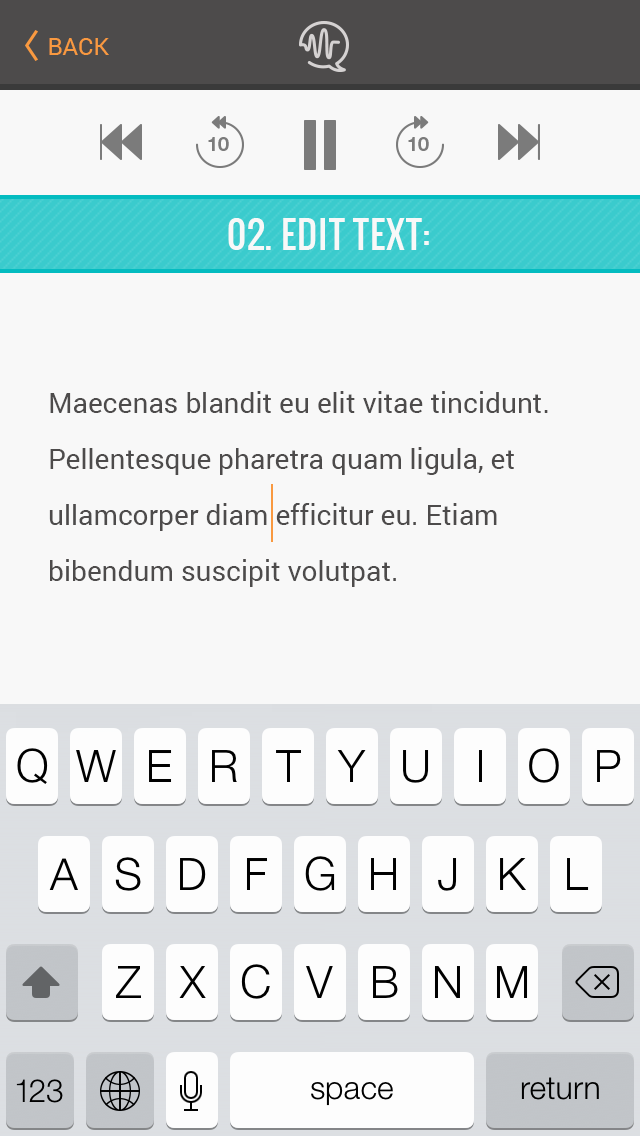 BACK
10 10
02. EDIT TEXT:
Maecenas blandit eu elit vitae tincidunt.
Pellentesque pharetra quam ligula, et
ullamcorper diam efficitur eu. Etiam
bibendum suscipit volutpat.
Q W E R T Y U I O P
A S D F G H J K L
Z X C V B N M
123 space return